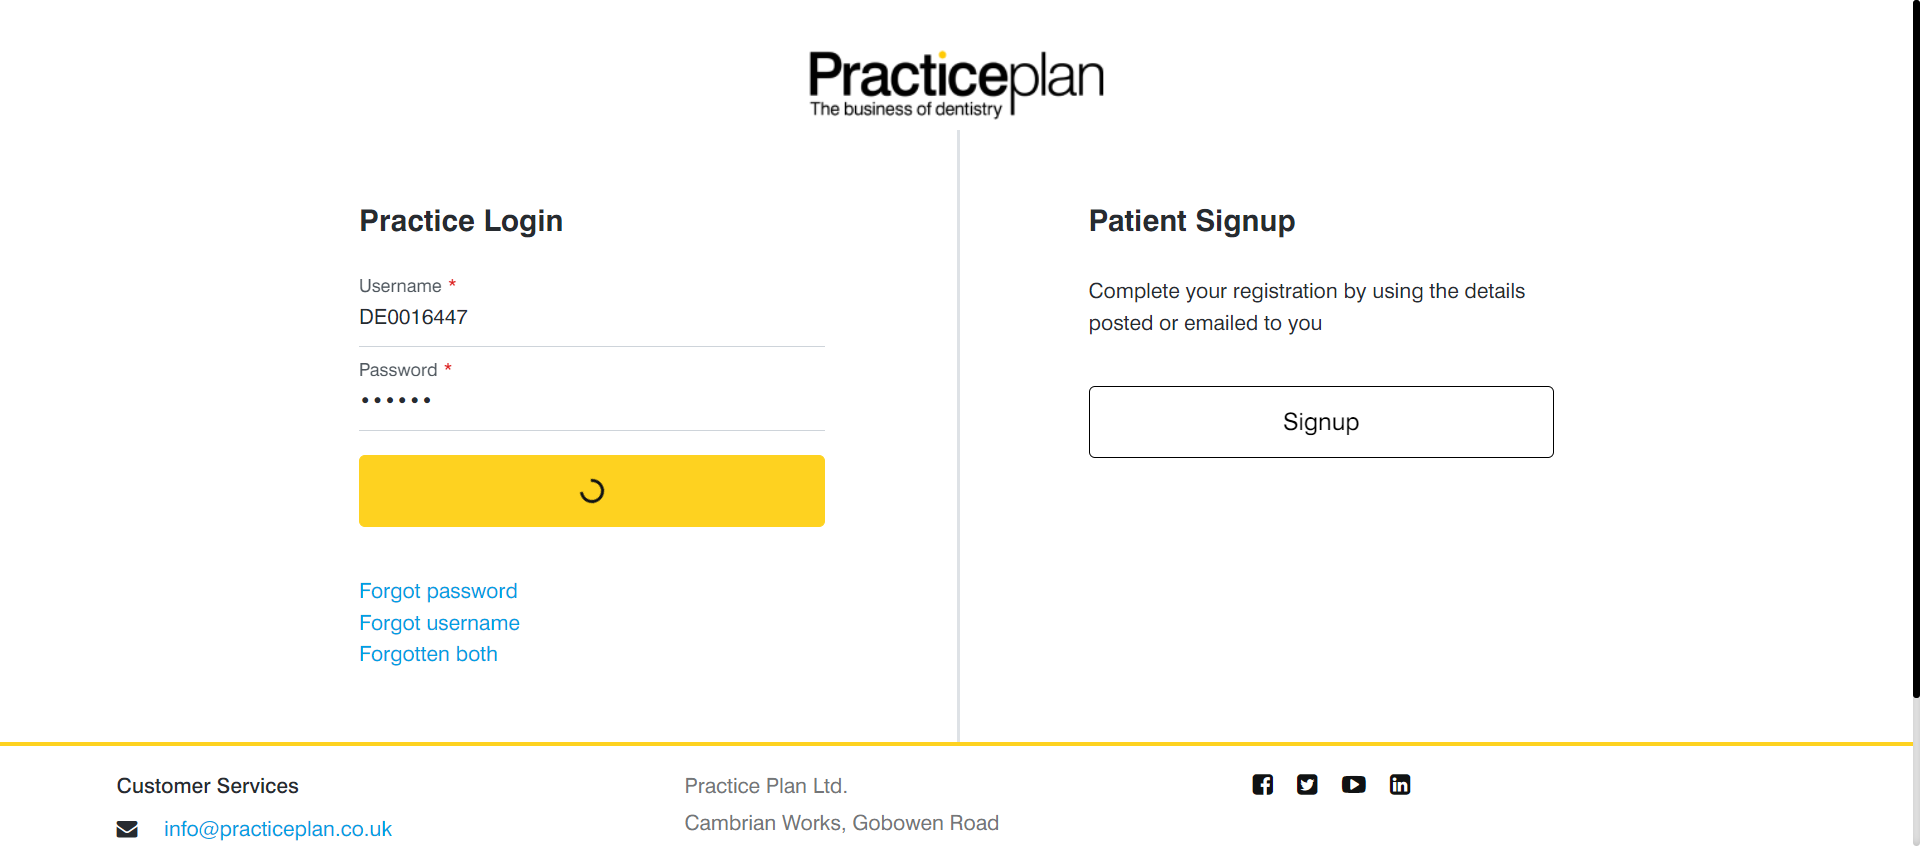 Practiceplan
The business of dentistry
Practice Login
Username *
DE0016447
Password *
••••••
Forgot password
Forgot username
Forgotten both
Patient Signup
Complete your registration by using the details
posted or emailed to you
Signup
Customer Services
info@practiceplan.co.uk
Practice Plan Ltd.
Cambrian Works, Gobowen Road